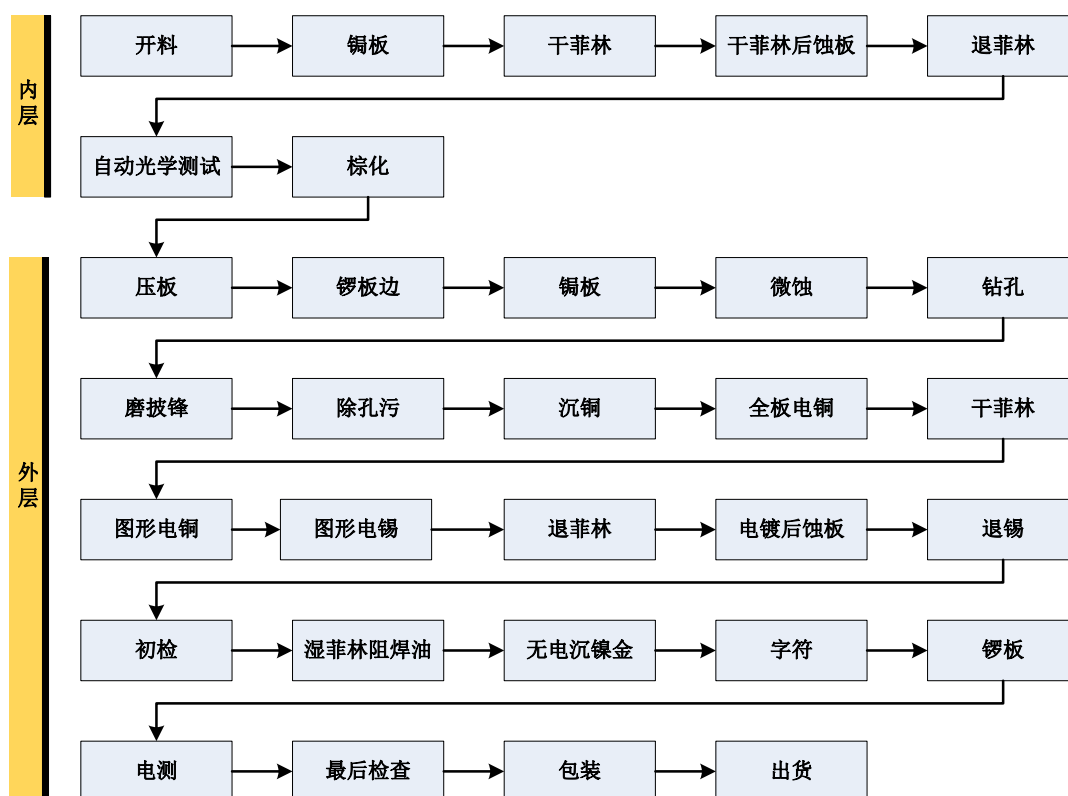 内层
开料
锔板
干菲林
干菲林后蚀板
退菲林
自动光学测试
棕化
外层
压板
锣板边
锔板
微蚀
钻孔
磨披锋
除孔污
沉铜
全板电铜
干菲林
图形电铜
图形电锡
退菲林
电镀后蚀板
退锡
初检
湿菲林阻焊油
无电沉镍金
字符
锣板
电测
最后检查
包装
出货